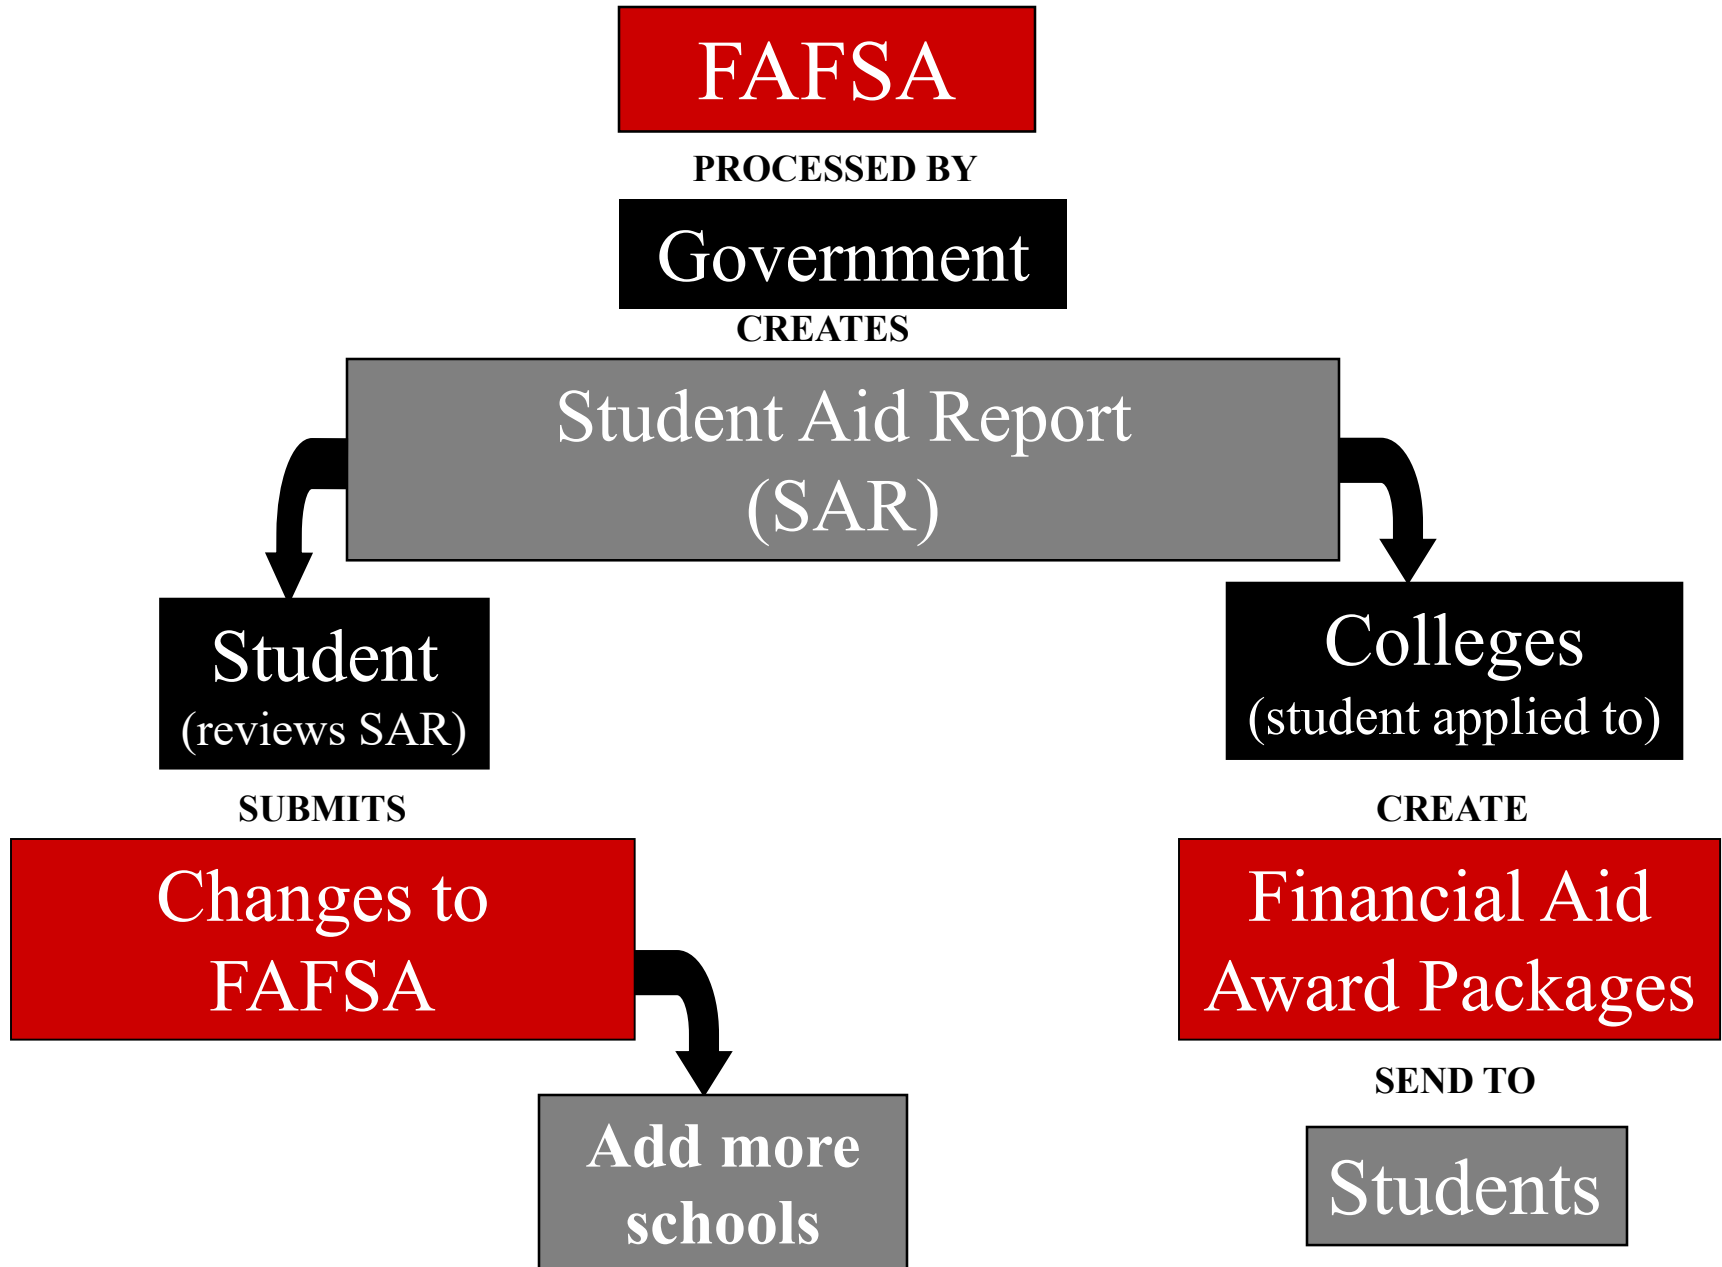 FAFSA
PROCESSED BY
Government
CREATES
Student Aid Report
(SAR)
Student
(reviews SAR)
SUBMITS
Changes to
FAFSA
Add more
schools
Colleges
(student applied to)
CREATE
Financial Aid
Award Packages
SEND TO
Students